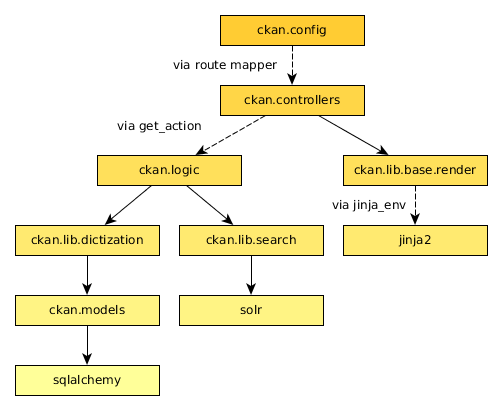 ckan.config
via route mapper
ckan.controllers
via get_action
ckan.logic
ckan.lib.base.render
via jinja_env
ckan.lib.dictization
ckan.lib.search
jinja2
ckan.models
solr
sqlalchemy